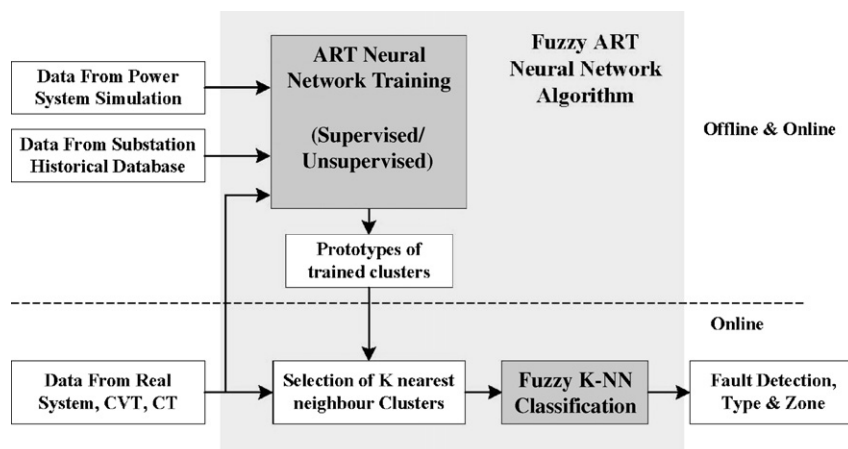 ART Neural
Network Training
(Supervised/
Unsupervised)
Fuzzy ART
Neural Network
Algorithm
Data From Power
System Simulation
Data From Substation
Historical Database
Offline & Online
Prototypes of
trained clusters
Online
Data From Real
System, CVT, CT
Selection of K nearest
neighbour Clusters
Fuzzy K-NN
Classification
Fault Detection,
Type & Zone